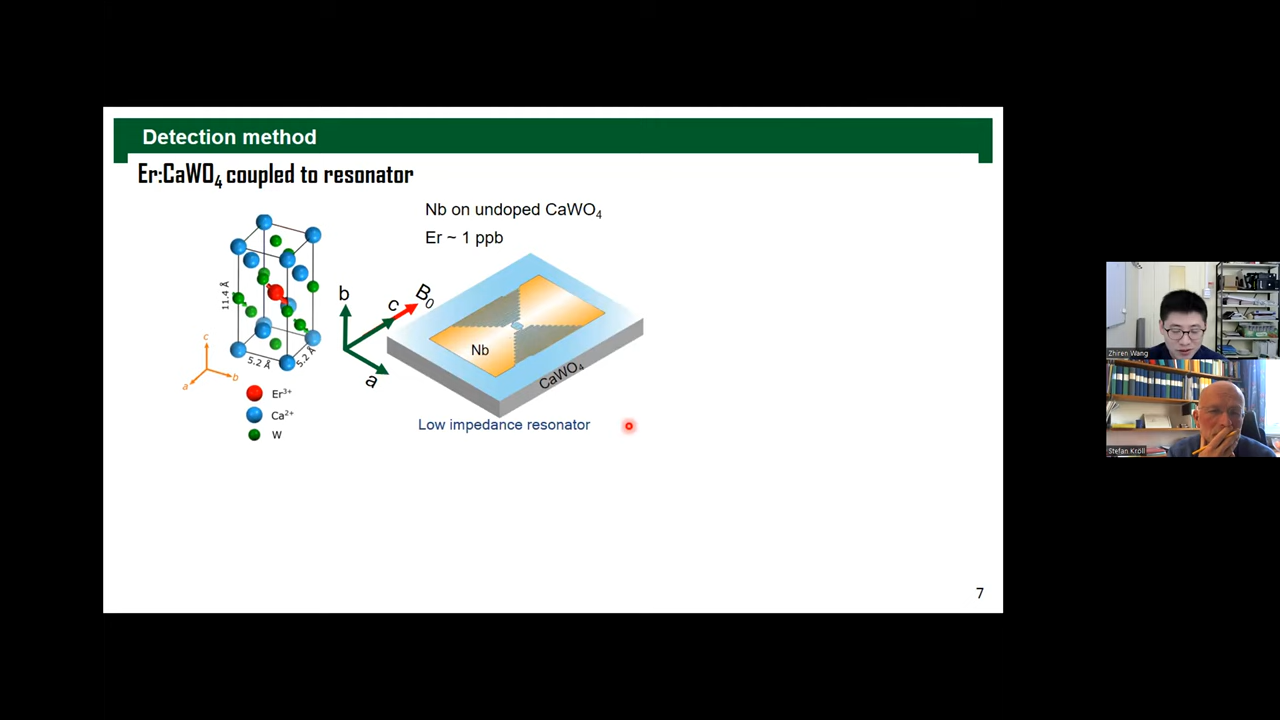 Detection method
Er:CaWO₄ coupled to resonator
Nb on undoped CaWO₄
Er ~ 1 ppb
11.4 Å
5.2 Å
5.2 Å
c
a
b
Er³⁺
Ca²⁺
W
b
c
B₀
a
Nb
CaWO₄
Low impedance resonator
7
Zhiren Wang
Stefan Kröll